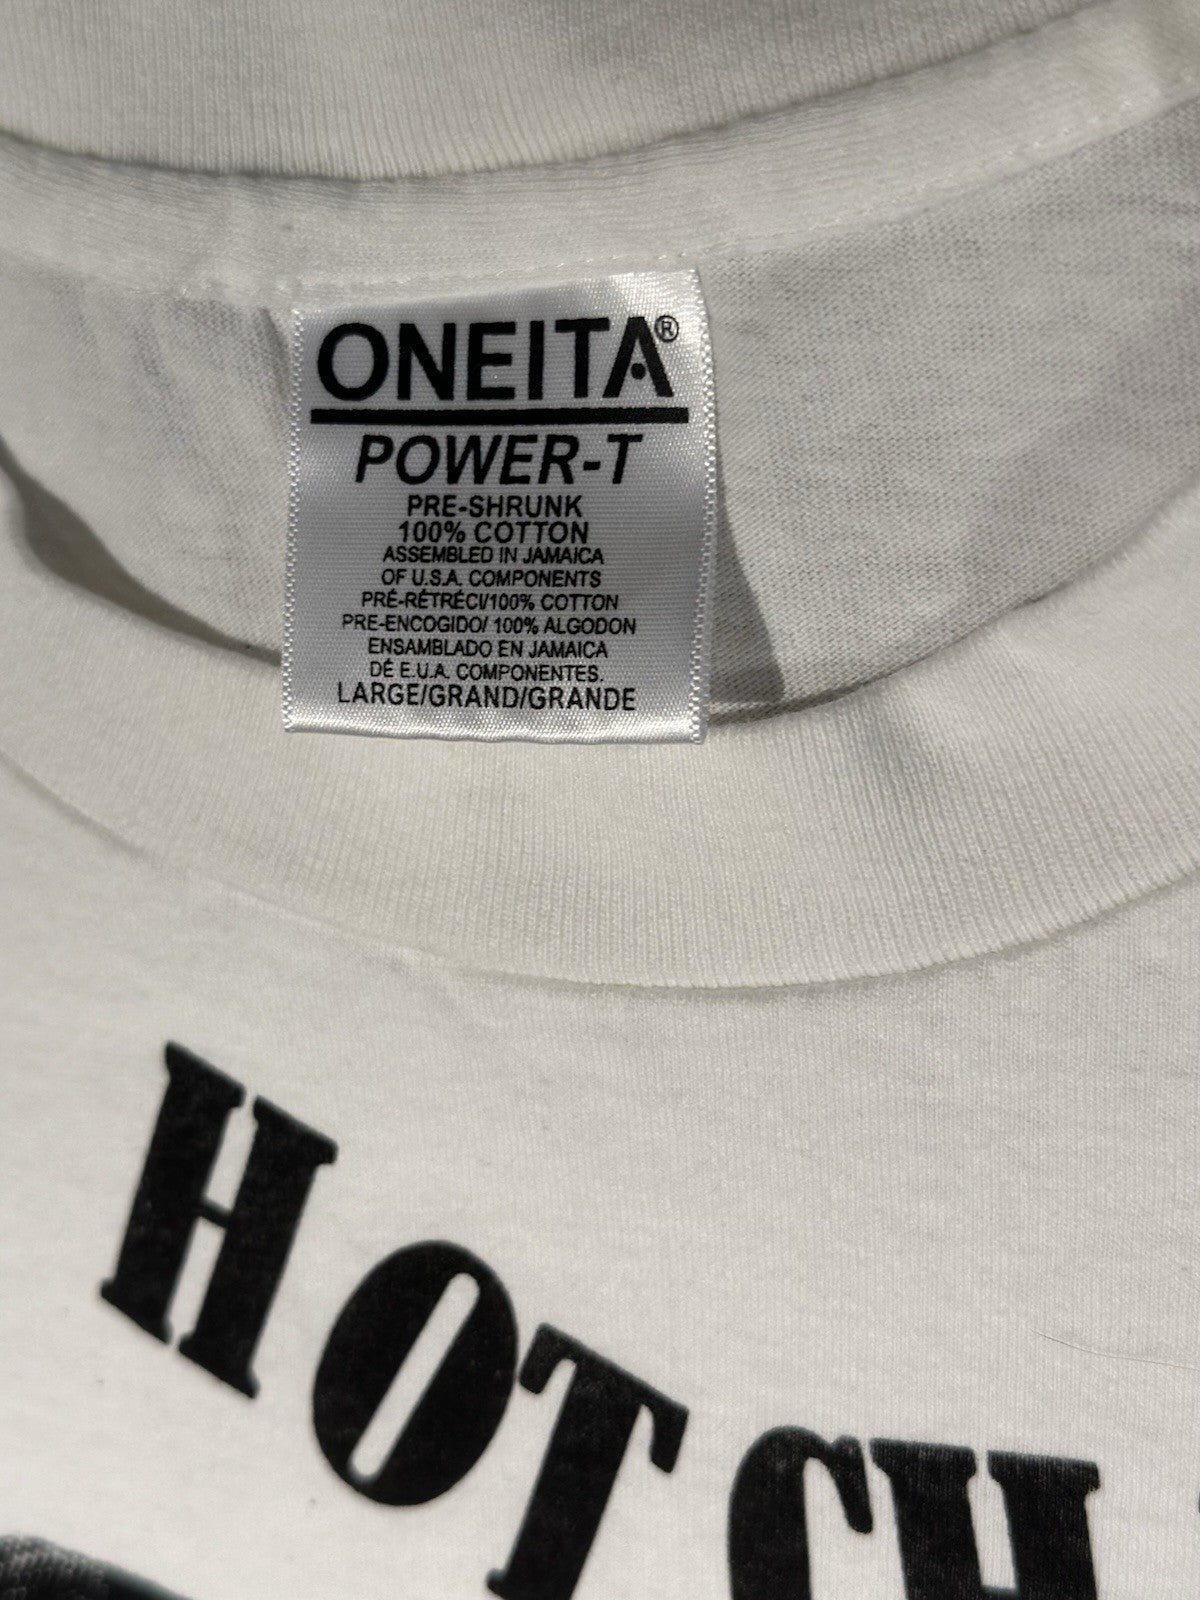 ONEITA®
POWER-T
PRE-SHRUNK
100% COTTON
ASSEMBLED IN JAMAICA
OF U.S.A. COMPONENTS
PRÉ-RÉTRÉCI/100% COTTON
PRE-ENCOGIDO/ 100% ALGODON
ENSAMBLADO EN JAMAICA
DÉ E.U.A. COMPONENTES.
LARGE/GRAND/GRANDE
HOT CH